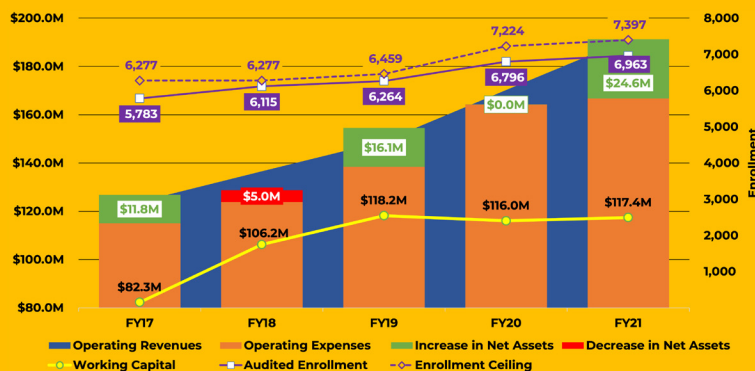 $200.0M
$180.0M
$160.0M
$140.0M
$120.0M
$100.0M
$80.0M
8,000
7,000
6,000
5,000
4,000
3,000
2,000
1,000
Enrollment
6,277 6,277 6,459 7,224 7,397
5,783 6,115 6,264 6,796 6,963
$11.8M $5.0M $16.1M $0.0M $24.6M
$82.3M $106.2M $118.2M $116.0M $117.4M
FY17 FY18 FY19 FY20 FY21
Operating Revenues Operating Expenses Increase in Net Assets Decrease in Net Assets
Working Capital Audited Enrollment Enrollment Ceiling